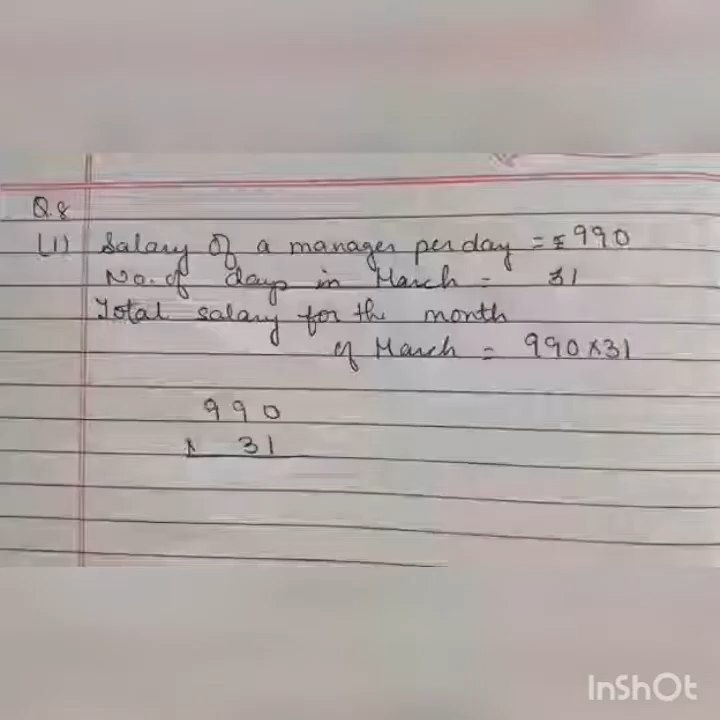 Q.8
(1) Salary of a manager per day = ₹990
No. of days in March = 31
Total salary for the month
of March = 990×31
990
× 31
InShOt